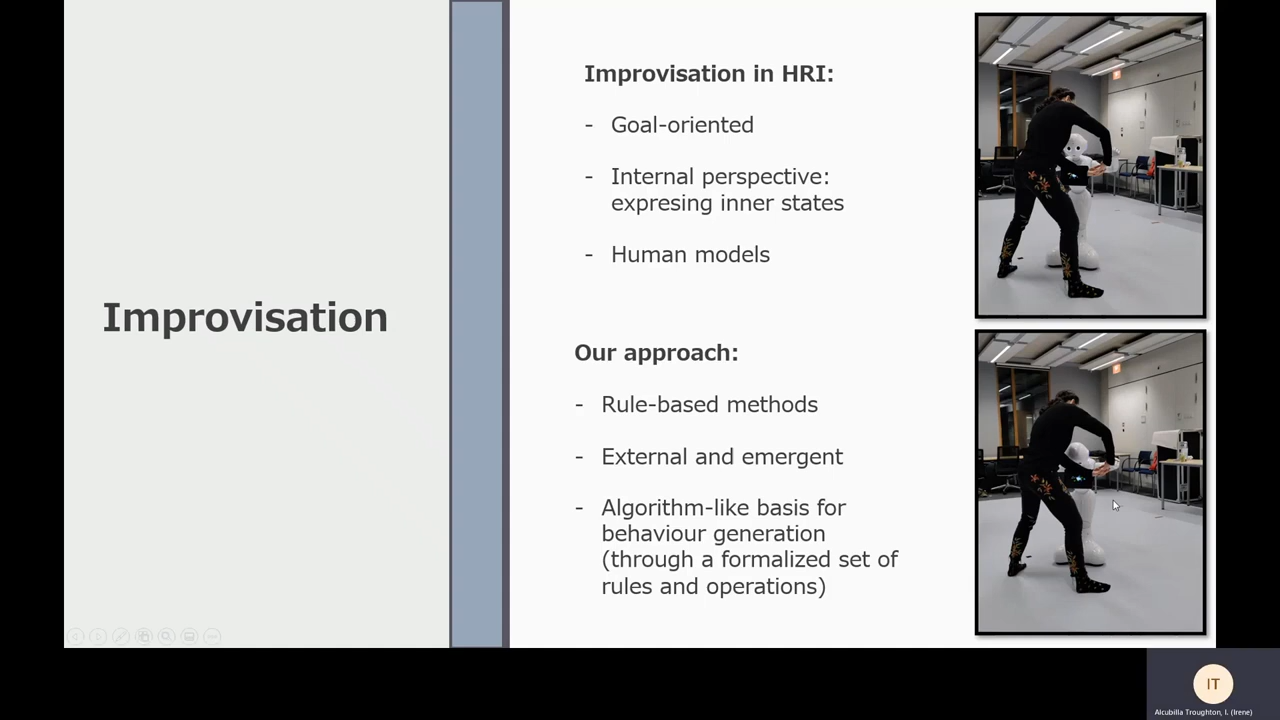 Improvisation
Improvisation in HRI:
- Goal-oriented
- Internal perspective:
expresing inner states
- Human models
Our approach:
- Rule-based methods
- External and emergent
- Algorithm-like basis for
behaviour generation
(through a formalized set of
rules and operations)
IT
Alcubilla Troughton, I. (Irene)